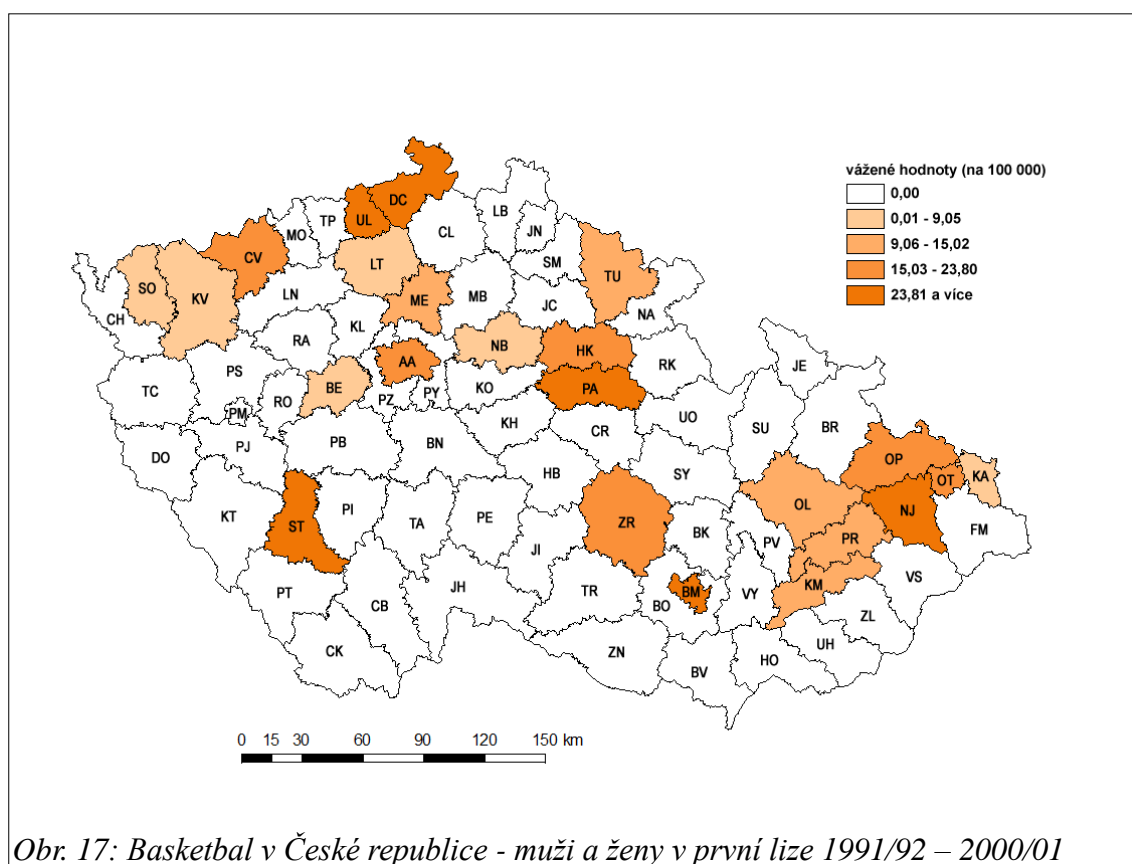 vážené hodnoty (na 100 000)
0,00
0,01 - 9,05
9,06 - 15,02
15,03 - 23,80
23,81 a více
DC
UL
LB
TP
MO
CL
JN
CV
LT
SM
TU
SO
KV
LN
ME
MB
JC
NA
CH
KL
RA
NB
HK
AA
RK
JE
PS
TC
BE
PZ
PY
KO
PA
RO
PM
UO
SU
BR
KH
CR
PJ
PB
BN
DO
OP
HB
SY
OT
KA
OL
NJ
KT
ST
PI
TA
PE
ZR
FM
BK
PV
PR
JI
VS
PT
CB
JH
TR
BO
BM
VY
KM
ZL
CK
ZN
BV
HO
UH
0 15 30 60 90 120 150 km
Obr. 17: Basketbal v České republice - muži a ženy v první lize 1991/92 – 2000/01